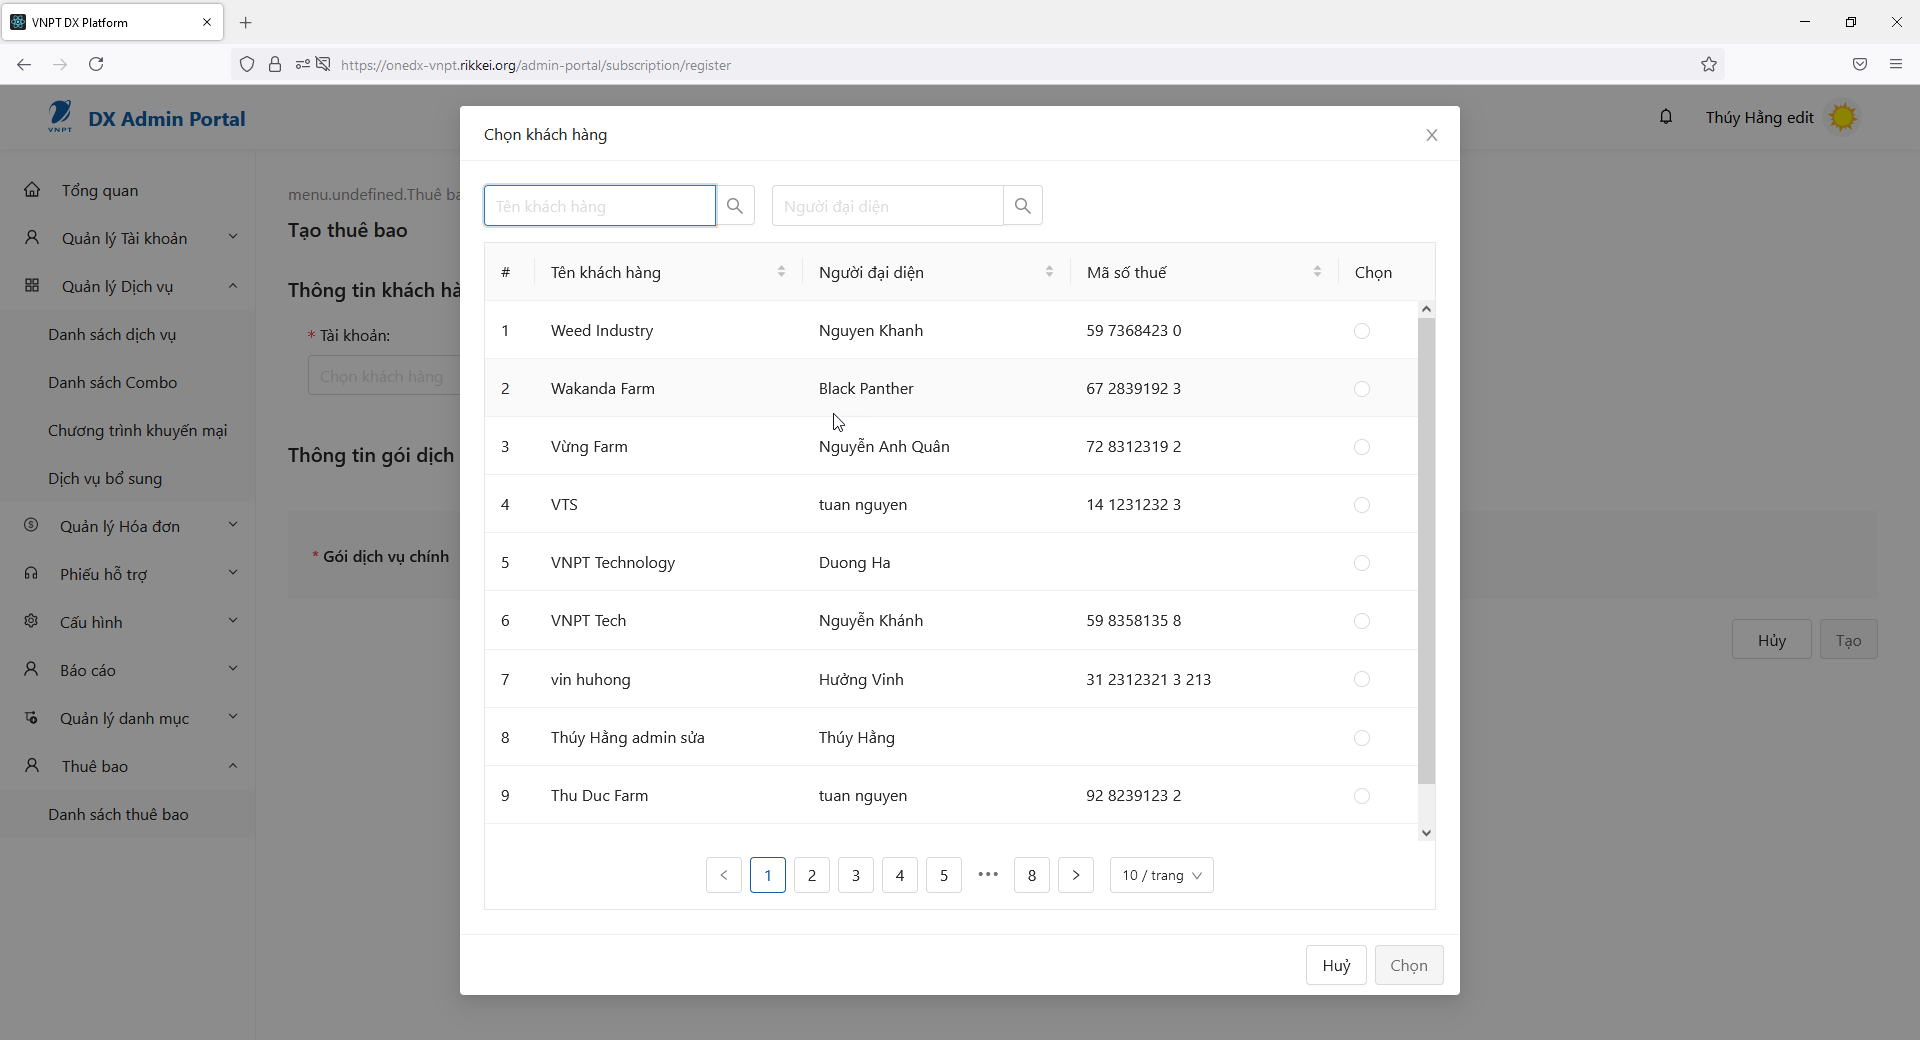 VNPT DX Platform
https://onedx-vnpt.rikkei.org/admin-portal/subscription/register
VNPT
DX Admin Portal
Thúy Hằng edit
Tổng quan
Quản lý Tài khoản
Quản lý Dịch vụ
Danh sách dịch vụ
Danh sách Combo
Chương trình khuyến mại
Dịch vụ bổ sung
Quản lý Hóa đơn
Phiếu hỗ trợ
Cấu hình
Báo cáo
Quản lý danh mục
Thuê bao
Danh sách thuê bao
menu.undefined.Thuê ba
Tạo thuê bao
Thông tin khách hà
* Tài khoản:
Chọn khách hàng
Thông tin gói dịch
* Gói dịch vụ chính
Hủy Tạo
Chọn khách hàng
Tên khách hàng Người đại diện
# Tên khách hàng Người đại diện Mã số thuế Chọn
1 Weed Industry Nguyen Khanh 59 7368423 0
2 Wakanda Farm Black Panther 67 2839192 3
3 Vừng Farm Nguyễn Anh Quân 72 8312319 2
4 VTS tuan nguyen 14 1231232 3
5 VNPT Technology Duong Ha
6 VNPT Tech Nguyễn Khánh 59 8358135 8
7 vin huhong Hưởng Vinh 31 2312321 3 213
8 Thúy Hằng admin sửa Thúy Hằng
9 Thu Duc Farm tuan nguyen 92 8239123 2
< 1 2 3 4 5 ••• 8 > 10 / trang
Huỷ Chọn